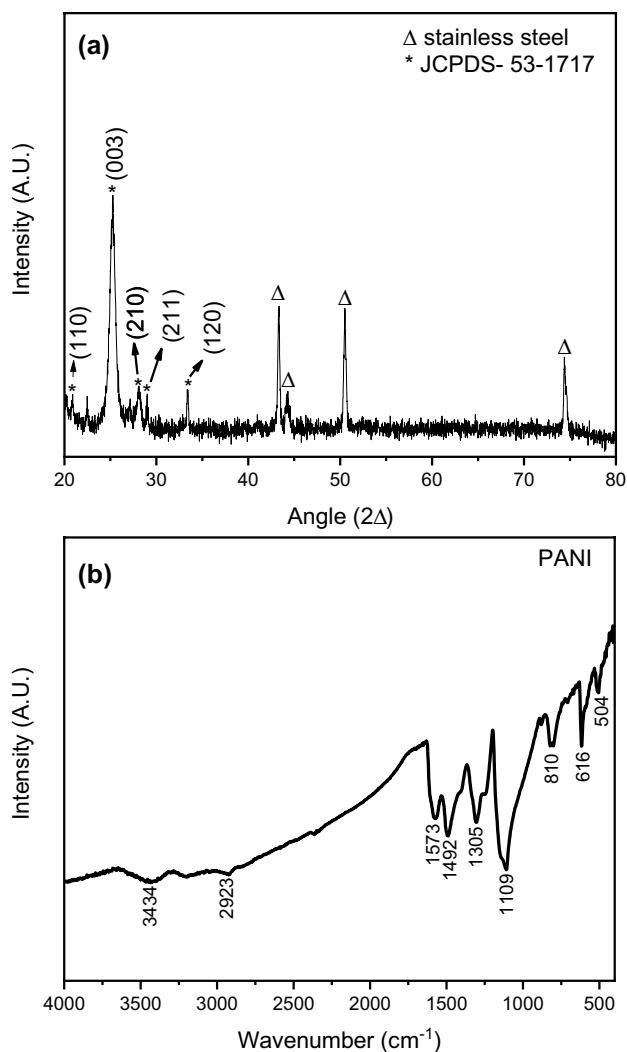 (a)
Δ stainless steel
* JCPDS- 53-1717
Intensity (A.U.)
* (003)
(110)
(210)
(211)
(120)
*
*
*
*
Δ
Δ
Δ
Δ
20 30 40 50 60 70 80
Angle (2Δ)
(b)
PANI
Intensity (A.U.)
3434
2923
1573
1492
1305
1109
810
616
504
4000 3500 3000 2500 2000 1500 1000 500
Wavenumber (cm⁻¹)